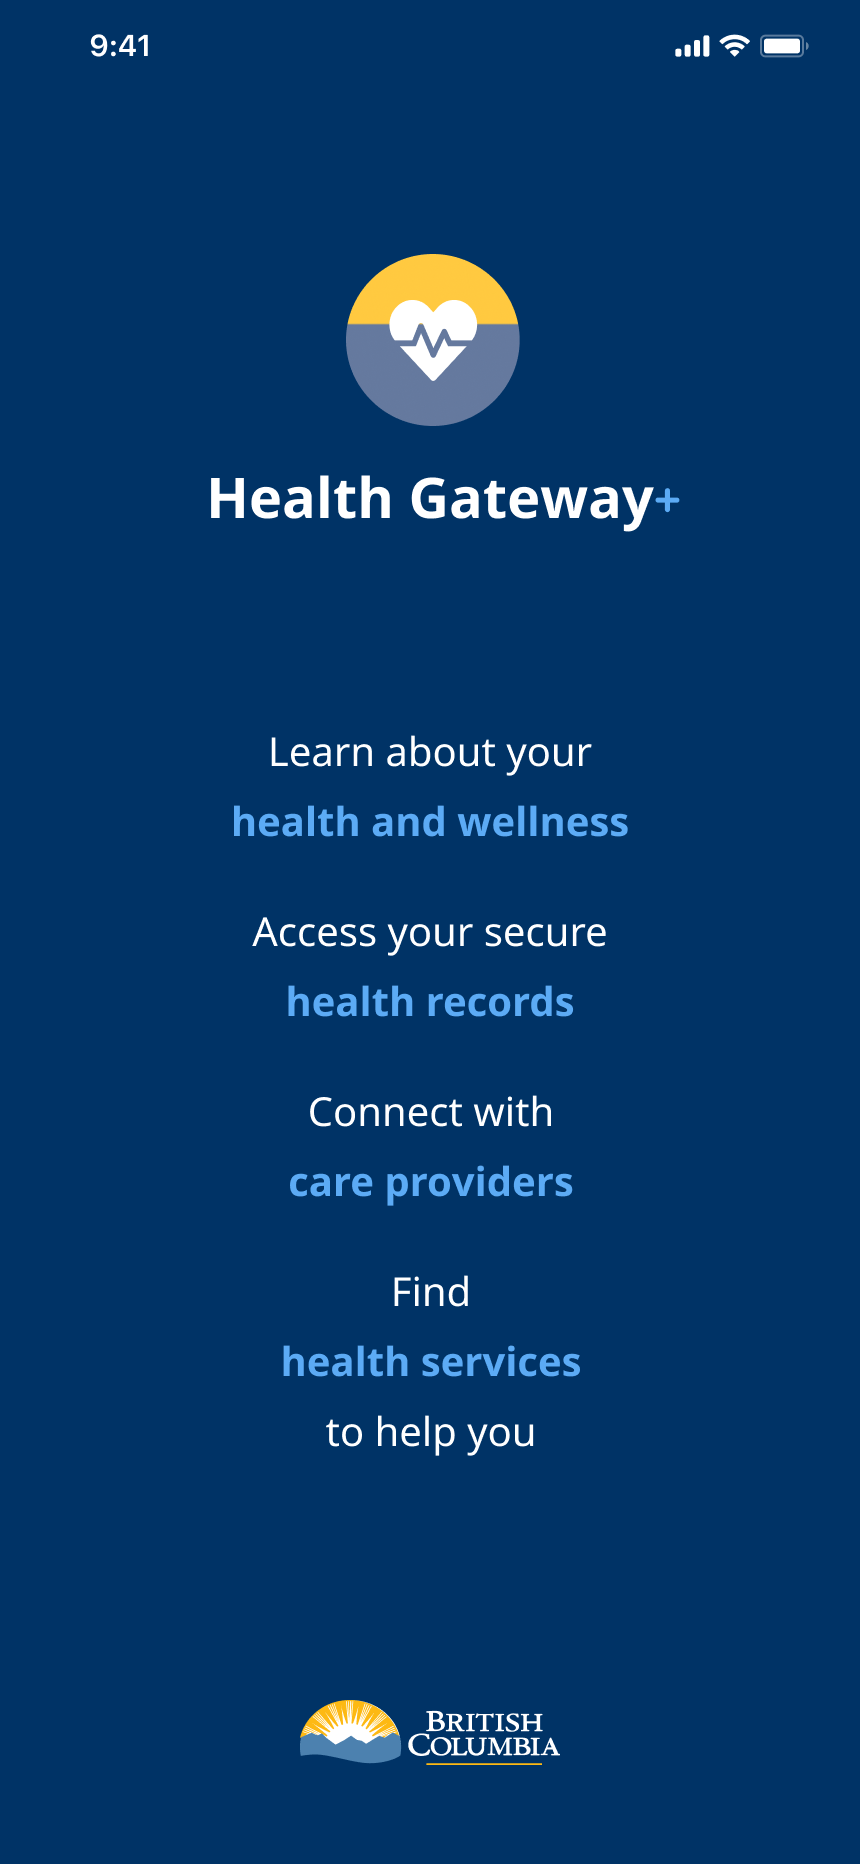 9:41
Health Gateway+
Learn about your
health and wellness
Access your secure
health records
Connect with
care providers
Find
health services
to help you
BRITISH
COLUMBIA